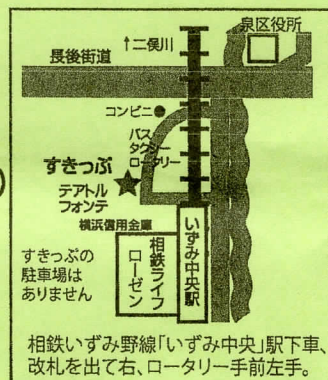 泉区役所
↑二俣川
長後街道
コンビニ●
バス
タクシー
ロータリー
すきっぷ
★
テアトル
フォンテ
横浜信用金庫
いずみ中央駅
相鉄ライフ
ローゼン
すきっぷの
駐車場は
ありません
相鉄いずみ野線「いずみ中央」駅下車、
改札を出て右、ロータリー手前左手。